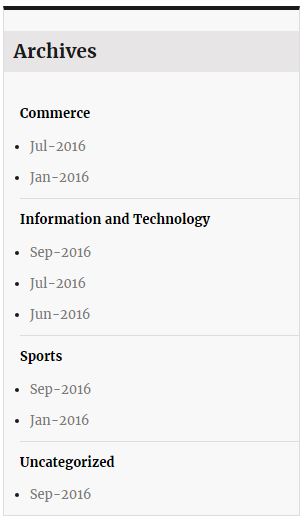 Archives
Commerce
Jul-2016
Jan-2016
Information and Technology
Sep-2016
Jul-2016
Jun-2016
Sports
Sep-2016
Jan-2016
Uncategorized
Sep-2016